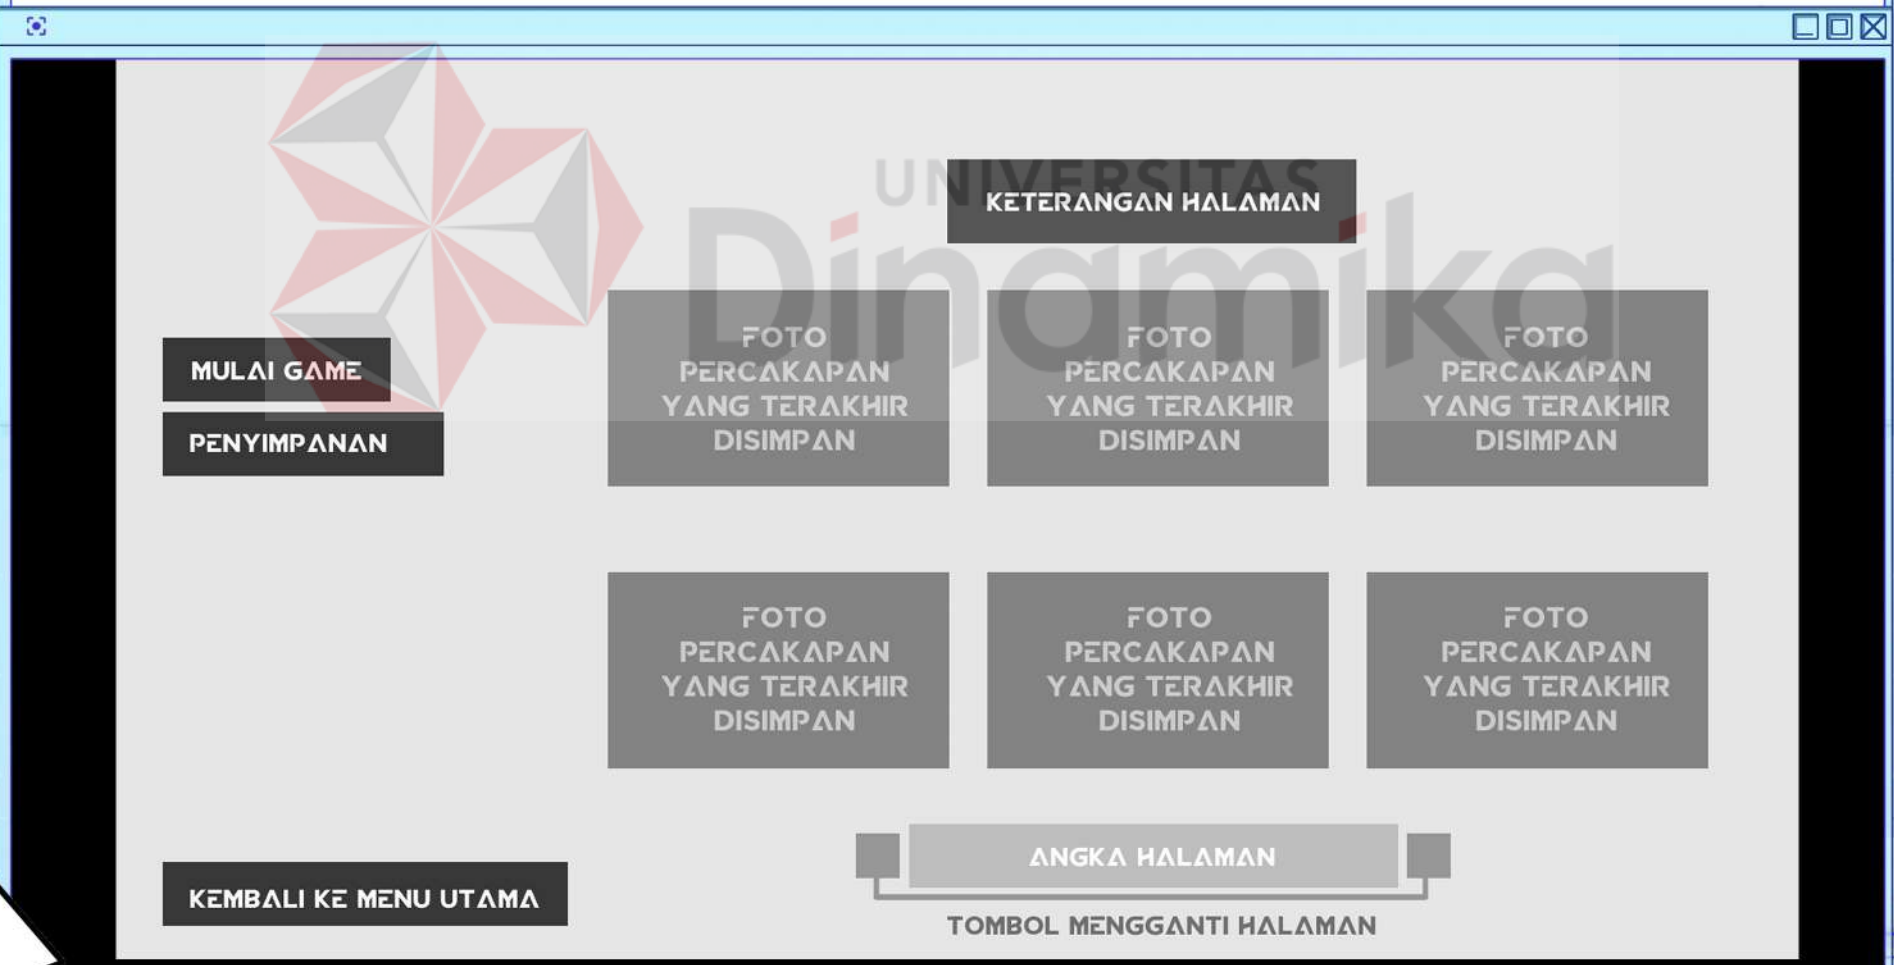 UNIVERSITAS
Dinamika
KETERANGAN HALAMAN
MULAI GAME
PENYIMPANAN
FOTO
PERCAKAPAN
YANG TERAKHIR
DISIMPAN
FOTO
PERCAKAPAN
YANG TERAKHIR
DISIMPAN
FOTO
PERCAKAPAN
YANG TERAKHIR
DISIMPAN
FOTO
PERCAKAPAN
YANG TERAKHIR
DISIMPAN
FOTO
PERCAKAPAN
YANG TERAKHIR
DISIMPAN
FOTO
PERCAKAPAN
YANG TERAKHIR
DISIMPAN
ANGKA HALAMAN
KEMBALI KE MENU UTAMA
TOMBOL MENGGANTI HALAMAN